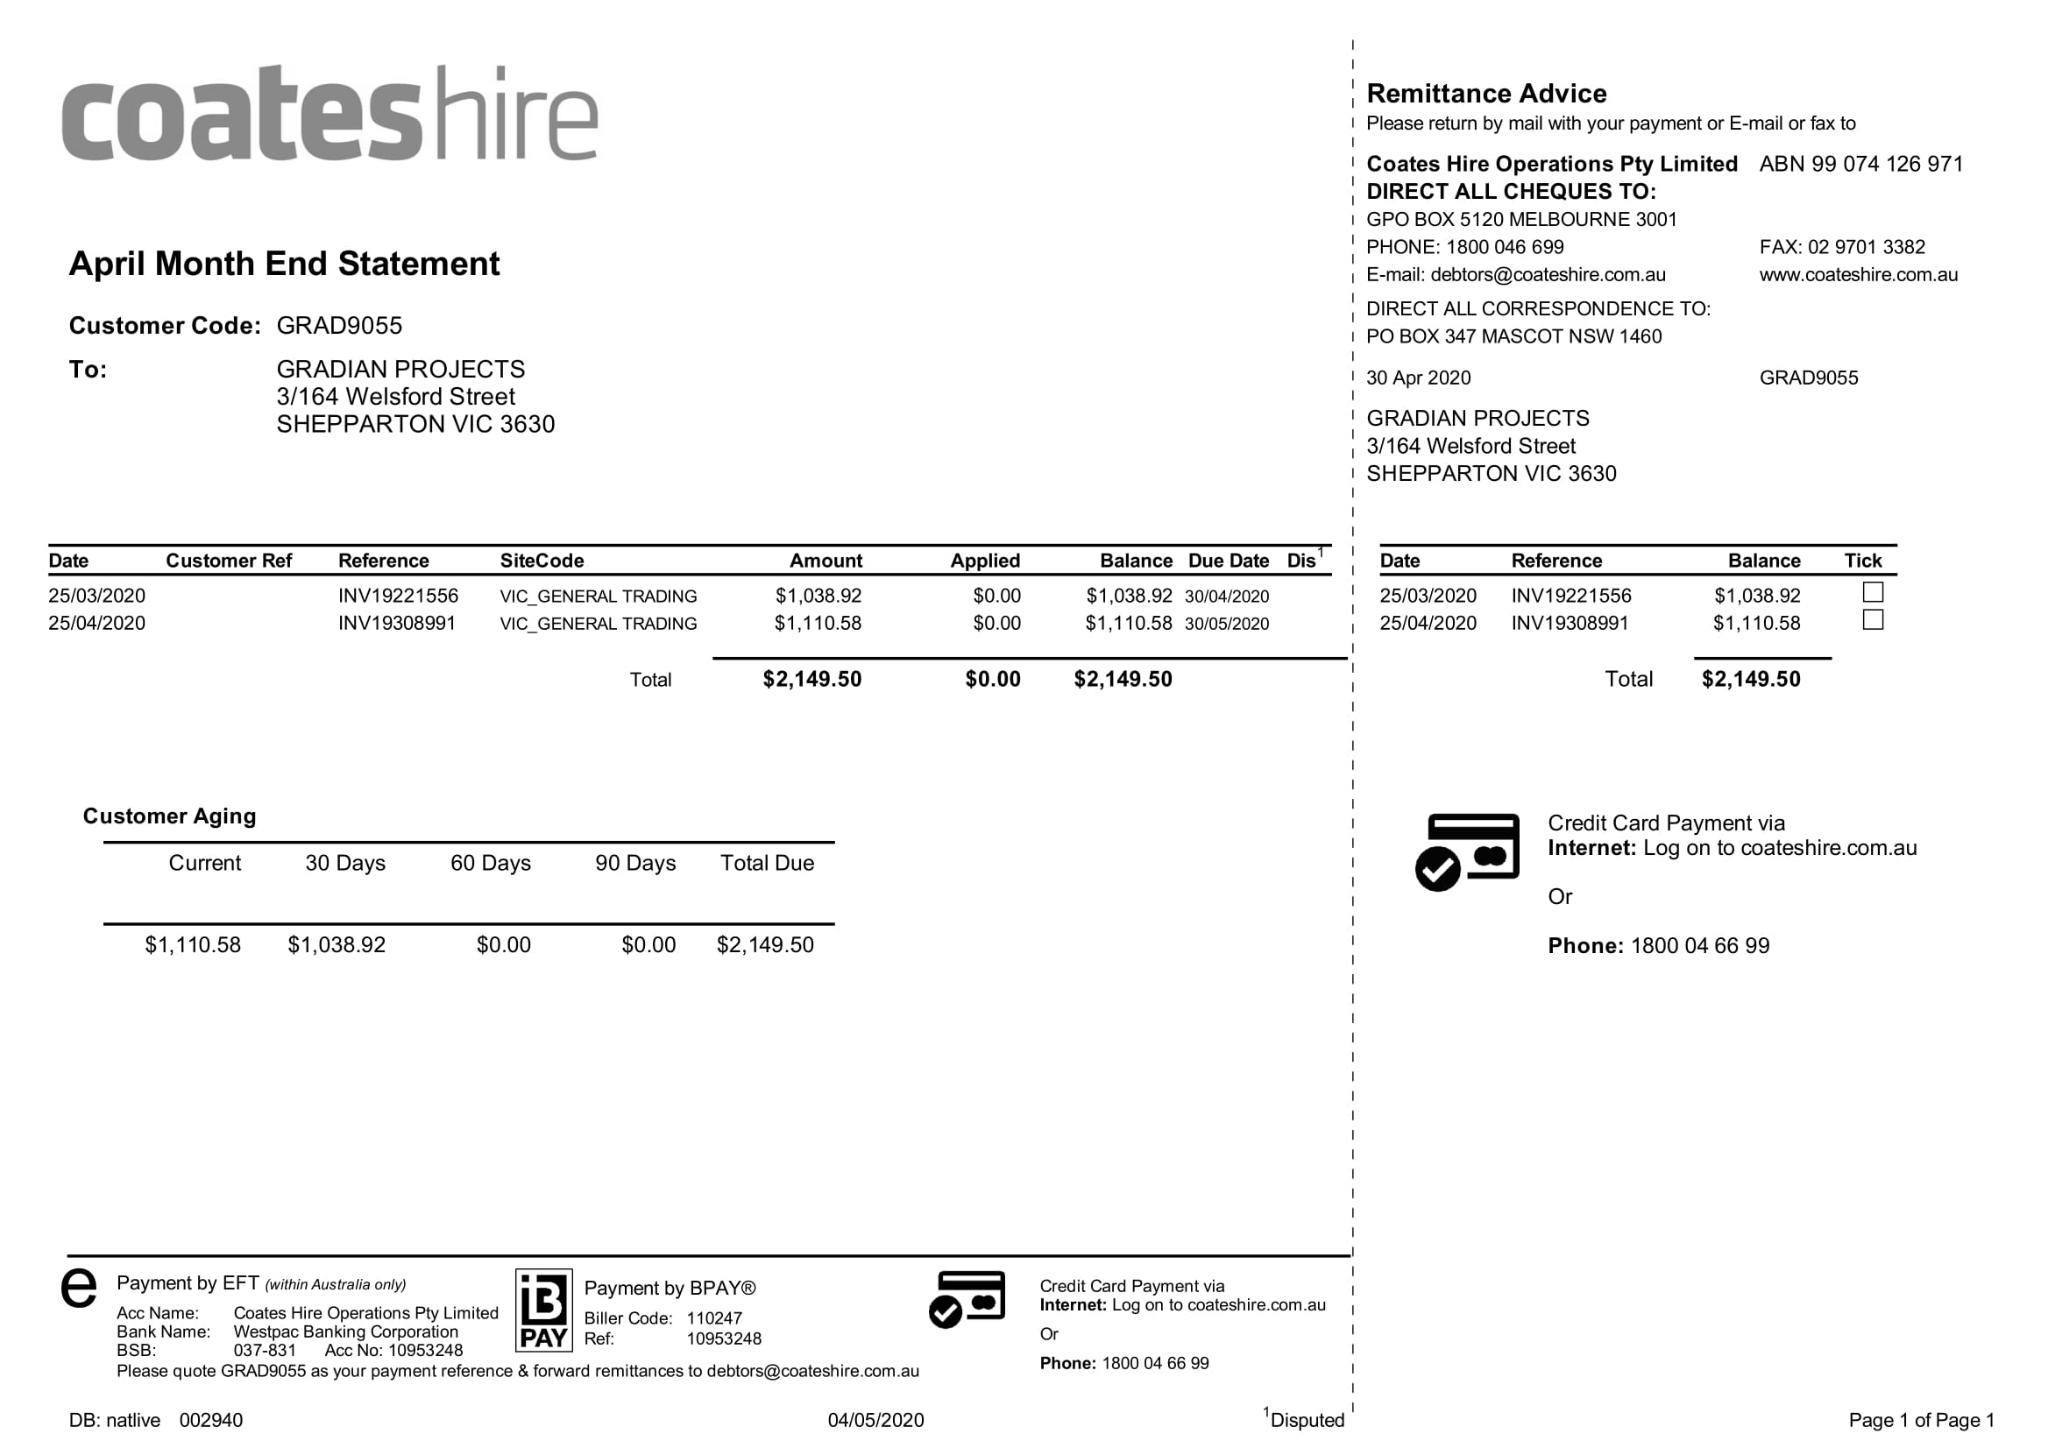 coateshire
April Month End Statement
Customer Code: GRAD9055
To: GRADIAN PROJECTS
3/164 Welsford Street
SHEPPARTON VIC 3630
Date Customer Ref Reference SiteCode Amount Applied Balance Due Date Dis1
25/03/2020 INV19221556 VIC_GENERAL TRADING $1,038.92 $0.00 $1,038.92 30/04/2020
25/04/2020 INV19308991 VIC_GENERAL TRADING $1,110.58 $0.00 $1,110.58 30/05/2020
Total $2,149.50 $0.00 $2,149.50
Customer Aging
Current 30 Days 60 Days 90 Days Total Due
$1,110.58 $1,038.92 $0.00 $0.00 $2,149.50
e Payment by EFT (within Australia only)
Acc Name: Coates Hire Operations Pty Limited
Bank Name: Westpac Banking Corporation
BSB: 037-831 Acc No: 10953248
Please quote GRAD9055 as your payment reference & forward remittances to debtors@coateshire.com.au
B
PAY
Payment by BPAY®
Biller Code: 110247
Ref: 10953248
Credit Card Payment via
Internet: Log on to coateshire.com.au
Or
Phone: 1800 04 66 99
DB: natlive 002940 04/05/2020 1Disputed
Remittance Advice
Please return by mail with your payment or E-mail or fax to
Coates Hire Operations Pty Limited ABN 99 074 126 971
DIRECT ALL CHEQUES TO:
GPO BOX 5120 MELBOURNE 3001
PHONE: 1800 046 699 FAX: 02 9701 3382
E-mail: debtors@coateshire.com.au www.coateshire.com.au
DIRECT ALL CORRESPONDENCE TO:
PO BOX 347 MASCOT NSW 1460
30 Apr 2020 GRAD9055
GRADIAN PROJECTS
3/164 Welsford Street
SHEPPARTON VIC 3630
Date Reference Balance Tick
25/03/2020 INV19221556 $1,038.92
25/04/2020 INV19308991 $1,110.58
Total $2,149.50
Credit Card Payment via
Internet: Log on to coateshire.com.au
Or
Phone: 1800 04 66 99
Page 1 of Page 1